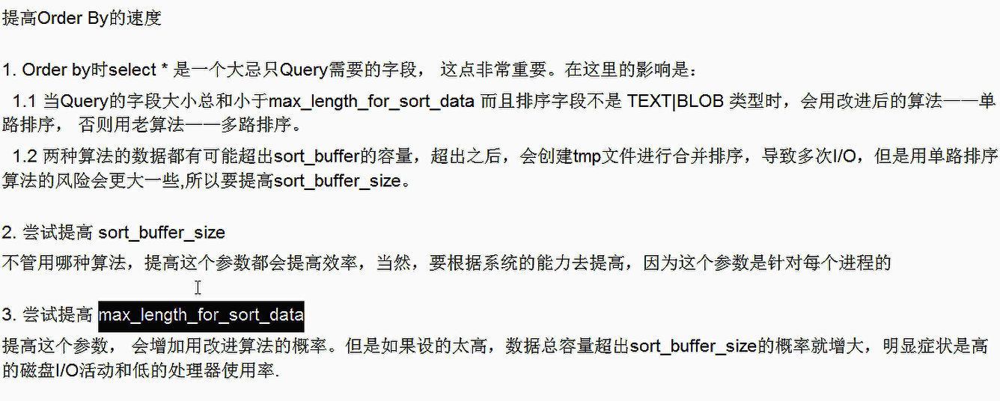 提高Order By的速度
1. Order by时select * 是一个大忌只Query需要的字段， 这点非常重要。在这里的影响是：
1.1 当Query的字段大小总和小于max_length_for_sort_data 而且排序字段不是 TEXT|BLOB 类型时，会用改进后的算法——单
路排序， 否则用老算法——多路排序。
1.2 两种算法的数据都有可能超出sort_buffer的容量，超出之后，会创建tmp文件进行合并排序，导致多次I/O，但是用单路排序
算法的风险会更大一些,所以要提高sort_buffer_size。
2. 尝试提高 sort_buffer_size
不管用哪种算法，提高这个参数都会提高效率，当然，要根据系统的能力去提高，因为这个参数是针对每个进程的
3. 尝试提高 max_length_for_sort_data
提高这个参数， 会增加用改进算法的概率。但是如果设的太高，数据总容量超出sort_buffer_size的概率就增大，明显症状是高
的磁盘I/O活动和低的处理器使用率.